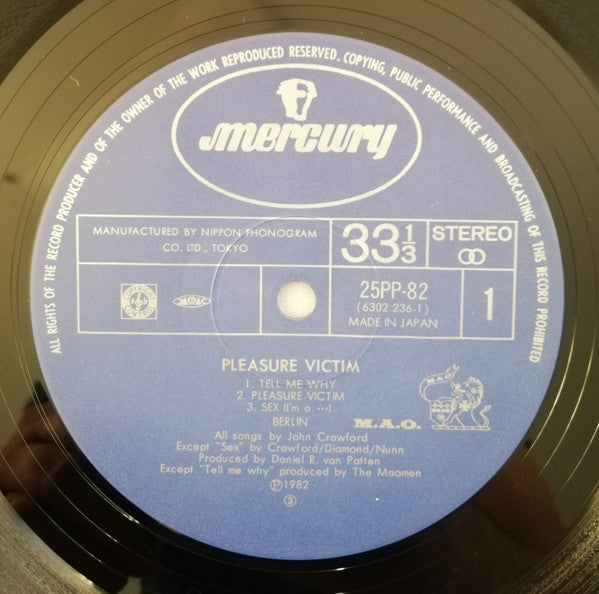 ALL RIGHTS OF THE RECORD PRODUCER AND OF THE OWNER OF THE WORK REPRODUCED RESERVED. COPYING, PUBLIC PERFORMANCE AND BROADCASTING OF THIS RECORD PROHIBITED
mercury
MANUFACTURED BY NIPPON PHONOGRAM
CO. LTD., TOKYO
33 1/3
STEREO
25PP-82
(6302 236-1)
MADE IN JAPAN
1
JASRAC
PLEASURE VICTIM
1. TELL ME WHY
2. PLEASURE VICTIM
3. SEX (I'm a ···)
BERLIN
M.A.O.
M.A.O.
All songs by John Crawford
Except "Sex" by Crawford/Diamond/Nunn
Produced by Daniel R. van Patten
Except "Tell me why" produced by The Maomen
Ⓟ1982
③